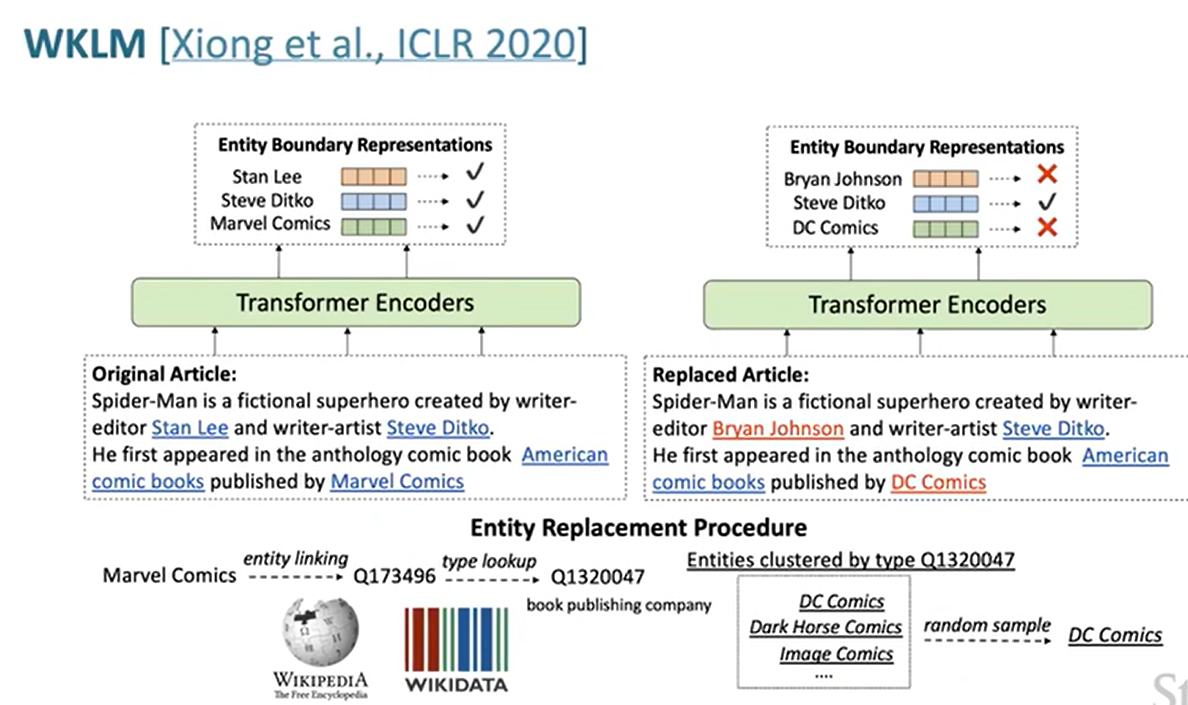 WKLM [Xiong et al., ICLR 2020]
Entity Boundary Representations
Stan Lee
Steve Ditko
Marvel Comics
Transformer Encoders
Original Article:
Spider-Man is a fictional superhero created by writer-
editor Stan Lee and writer-artist Steve Ditko.
He first appeared in the anthology comic book American
comic books published by Marvel Comics
Entity Boundary Representations
Bryan Johnson
Steve Ditko
DC Comics
Transformer Encoders
Replaced Article:
Spider-Man is a fictional superhero created by writer-
editor Bryan Johnson and writer-artist Steve Ditko.
He first appeared in the anthology comic book American
comic books published by DC Comics
Entity Replacement Procedure
Marvel Comics entity linking Q173496 type lookup Q1320047
book publishing company
WIKIPEDIA
The Free Encyclopedia
WIKIDATA
Entities clustered by type Q1320047
DC Comics
Dark Horse Comics
Image Comics
....
random sample
DC Comics
St